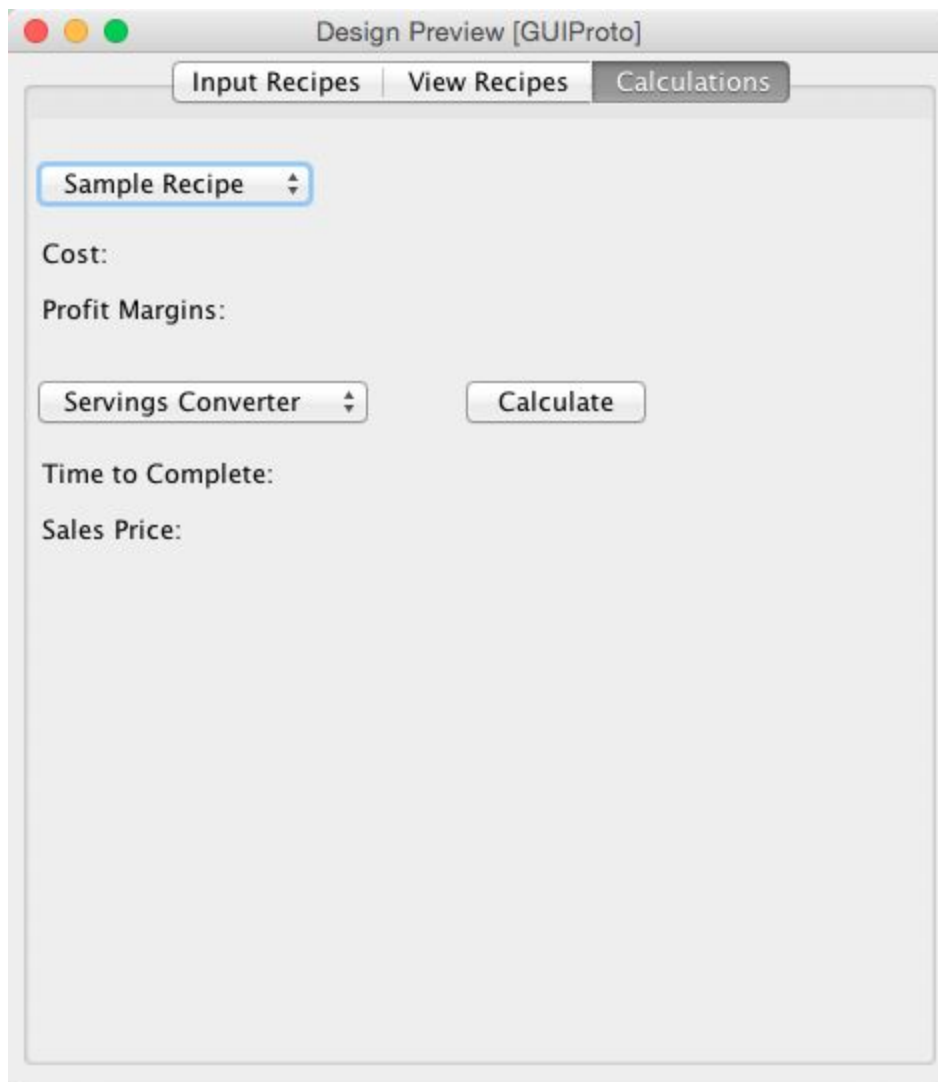 Design Preview [GUIProto]
Input Recipes View Recipes Calculations
Sample Recipe
Cost:
Profit Margins:
Servings Converter Calculate
Time to Complete:
Sales Price: